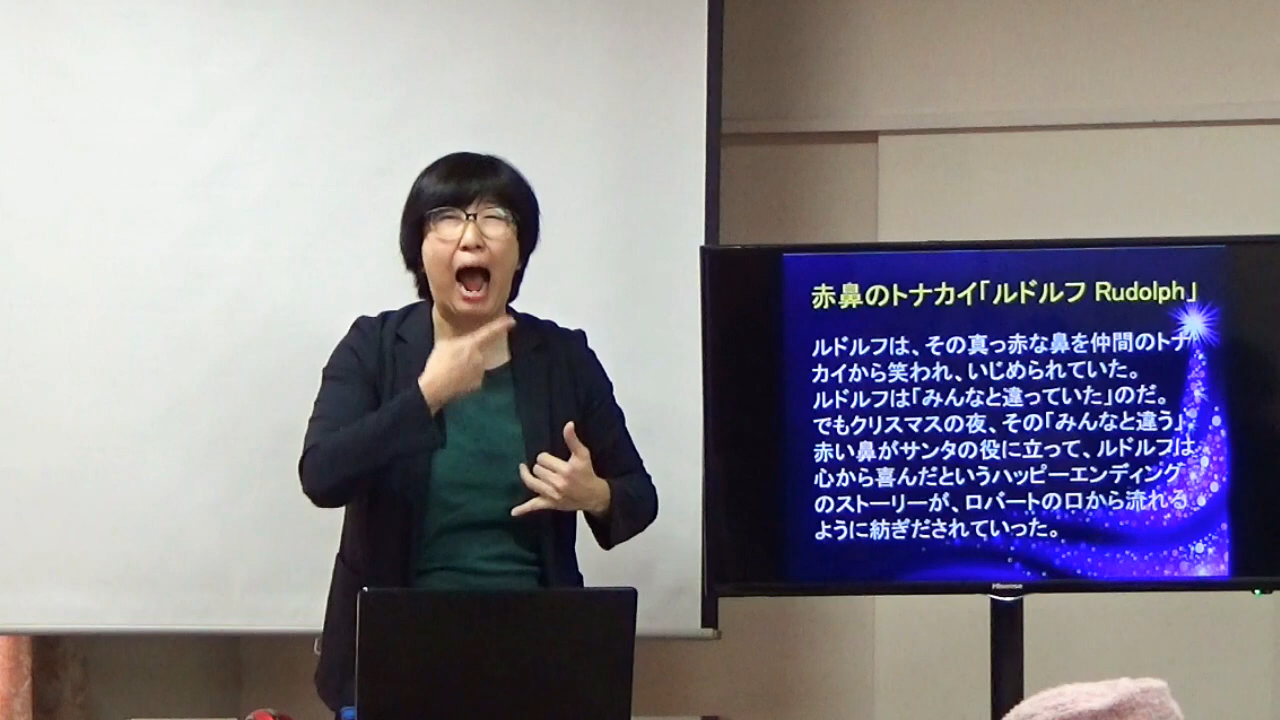 赤鼻のトナカイ「ルドルフ Rudolph」
ルドルフは、その真っ赤な鼻を仲間のトナ
カイから笑われ、いじめられていた。
ルドルフは「みんなと違っていた」のだ。
でもクリスマスの夜、その「みんなと違う」
赤い鼻がサンタの役に立って、ルドルフは
心から喜んだというハッピーエンディング
のストーリーが、ロバートの口から流れる
ように紡ぎだされていった。
Hisense